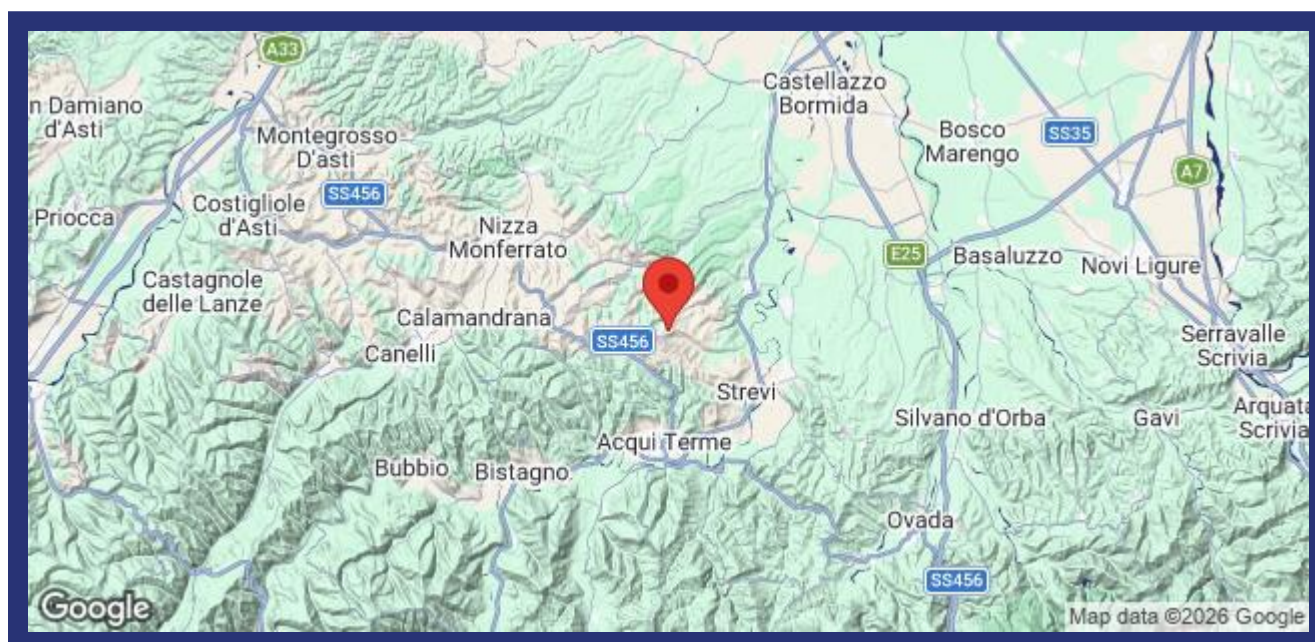 A33
n Damiano
d'Asti
Castellazzo
Bormida
Montegrosso
D'asti
Bosco
Marengo
SS35
A7
SS456
Priocca
Costigliole
d'Asti
Nizza
Monferrato
E25
Basaluzzo
Novi Ligure
Castagnole
delle Lanze
Calamandrana
SS456
Canelli
Serravalle
Scrivia
Strevi
Silvano d'Orba
Gavi
Arquata
Scrivia
Acqui Terme
Bubbio
Bistagno
Ovada
SS456
Google
Map data ©2026 Google